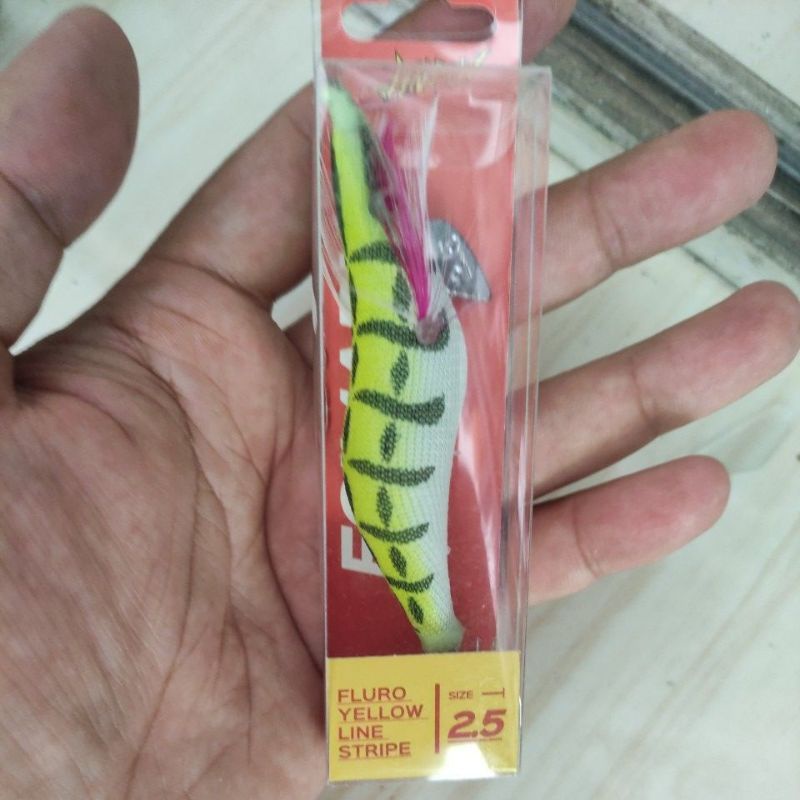 FLURO
YELLOW
LINE
STRIPE
SIZE
2.5